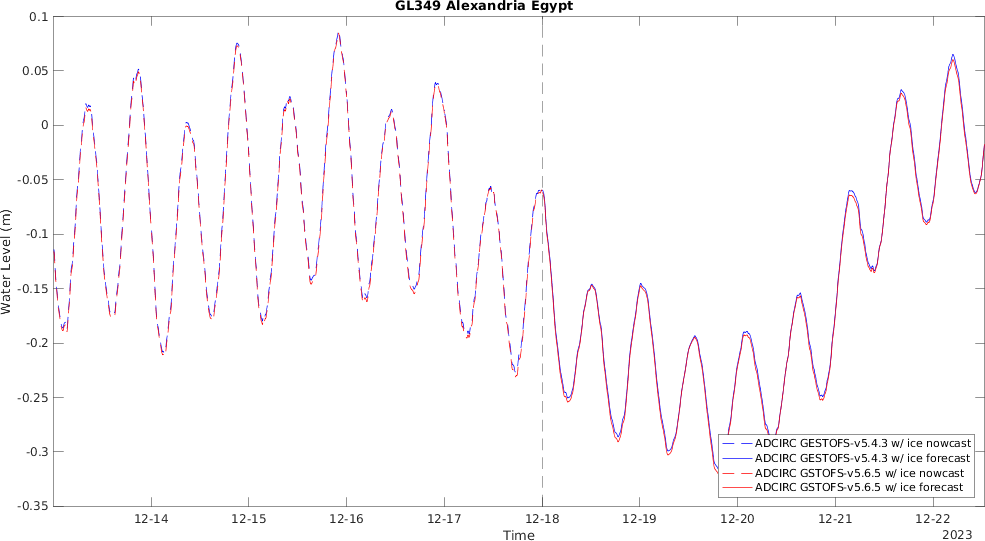 GL349 Alexandria Egypt
0.1
0.05
0
-0.05
-0.1
-0.15
-0.2
-0.25
-0.3
-0.35
Water Level (m)
ADCIRC GESTOFS-v5.4.3 w/ ice nowcast
ADCIRC GESTOFS-v5.4.3 w/ ice forecast
ADCIRC GSTOFS-v5.6.5 w/ ice nowcast
ADCIRC GSTOFS-v5.6.5 w/ ice forecast
12-14 12-15 12-16 12-17 12-18 12-19 12-20 12-21 12-22
Time 2023